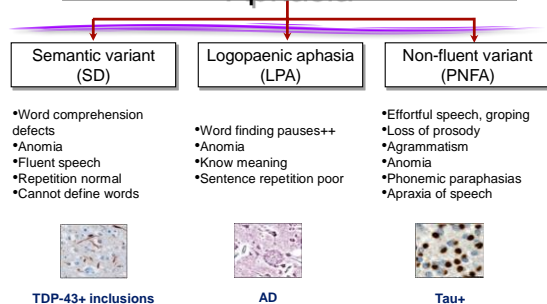 Semantic variant
(SD)
Logopaenic aphasia
(LPA)
Non-fluent variant
(PNFA)
•Word comprehension
defects
•Anomia
•Fluent speech
•Repetition normal
•Cannot define words
•Word finding pauses++
•Anomia
•Know meaning
•Sentence repetition poor
•Effortful speech, groping
•Loss of prosody
•Agrammatism
•Anomia
•Phonemic paraphasias
•Apraxia of speech
TDP-43+ inclusions
AD
Tau+